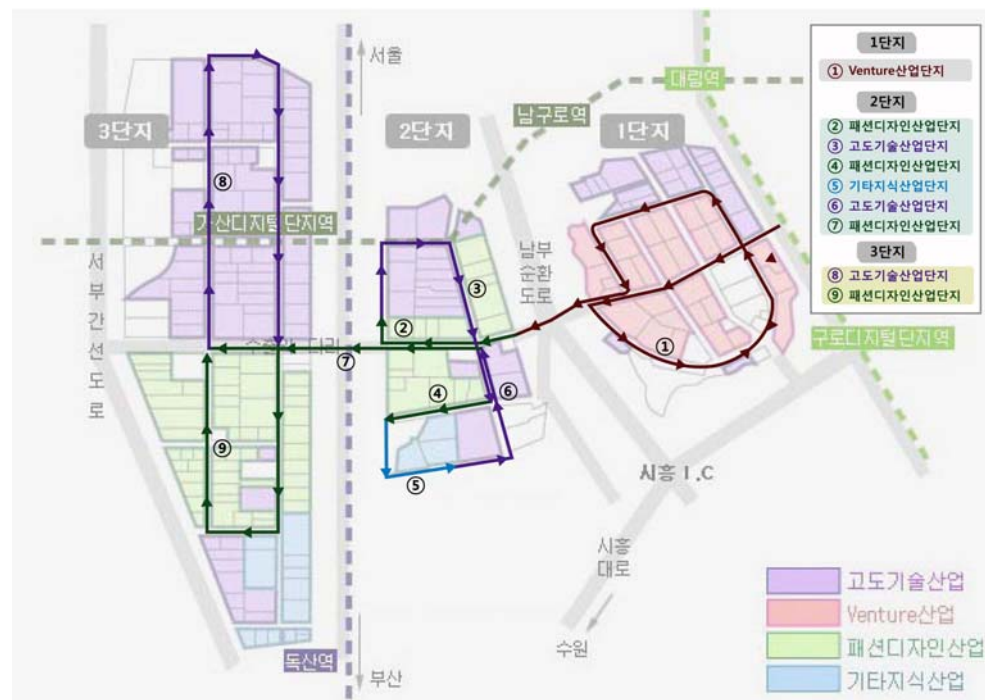 서울
대림역
남구로역
3단지
2단지
1단지
⑧
가산디지털단지역
서부간선도로
남부
순환
도로
③
②
⑦
①
구로디지털단지역
④
⑥
⑨
⑤
시흥 I.C
시흥
대로
수원
독산역
부산
1단지
① Venture산업단지
2단지
② 패션디자인산업단지
③ 고도기술산업단지
④ 패션디자인산업단지
⑤ 기타지식산업단지
⑥ 고도기술산업단지
⑦ 패션디자인산업단지
3단지
⑧ 고도기술산업단지
⑨ 패션디자인산업단지
고도기술산업
Venture산업
패션디자인산업
기타지식산업